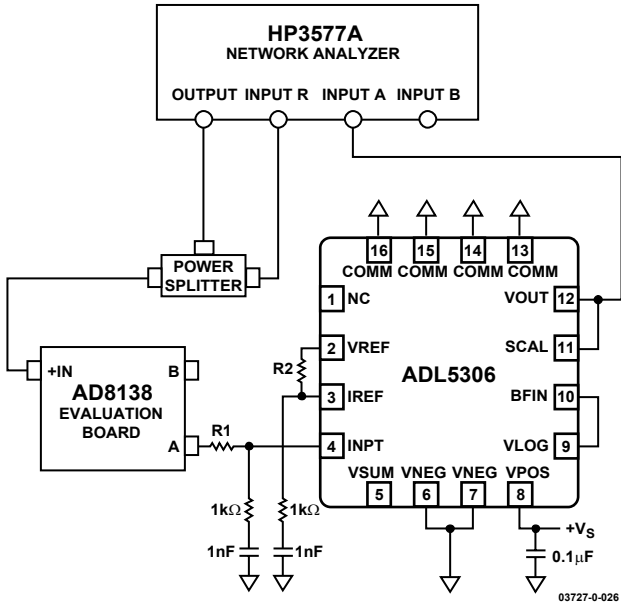 HP3577A
NETWORK ANALYZER
OUTPUT INPUT R INPUT A INPUT B
16 15 14 13
COMM COMM COMM COMM
POWER
SPLITTER
1 NC
VOUT 12
2 VREF
SCAL 11
R2
ADL5306
+IN
B
AD8138
EVALUATION
BOARD
3 IREF
BFIN 10
A
R1
4 INPT
VLOG 9
VSUM VNEG VNEG VPOS
5 6 7 8
1kΩ
1kΩ
+VS
1nF
1nF
0.1μF
03727-0-026